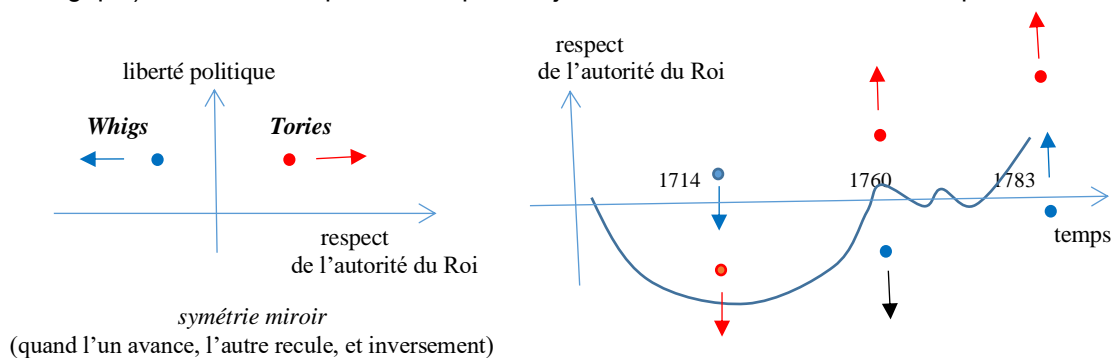 liberté politique
Whigs
Tories
respect
de l’autorité du Roi
symétrie miroir
(quand l’un avance, l’autre recule, et inversement)
respect
de l’autorité du Roi
1714
1760
1783
temps